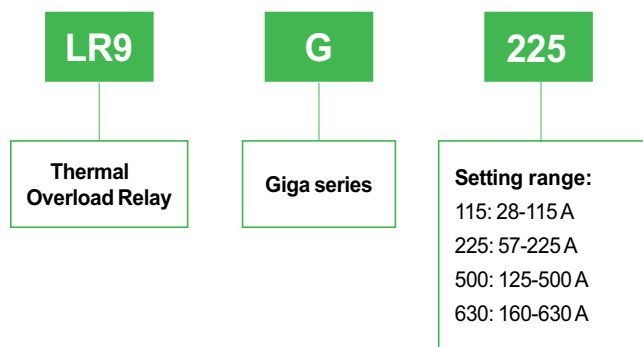 LR9
G
225
Thermal
Overload Relay
Giga series
Setting range:
115: 28-115 A
225: 57-225 A
500: 125-500 A
630: 160-630 A